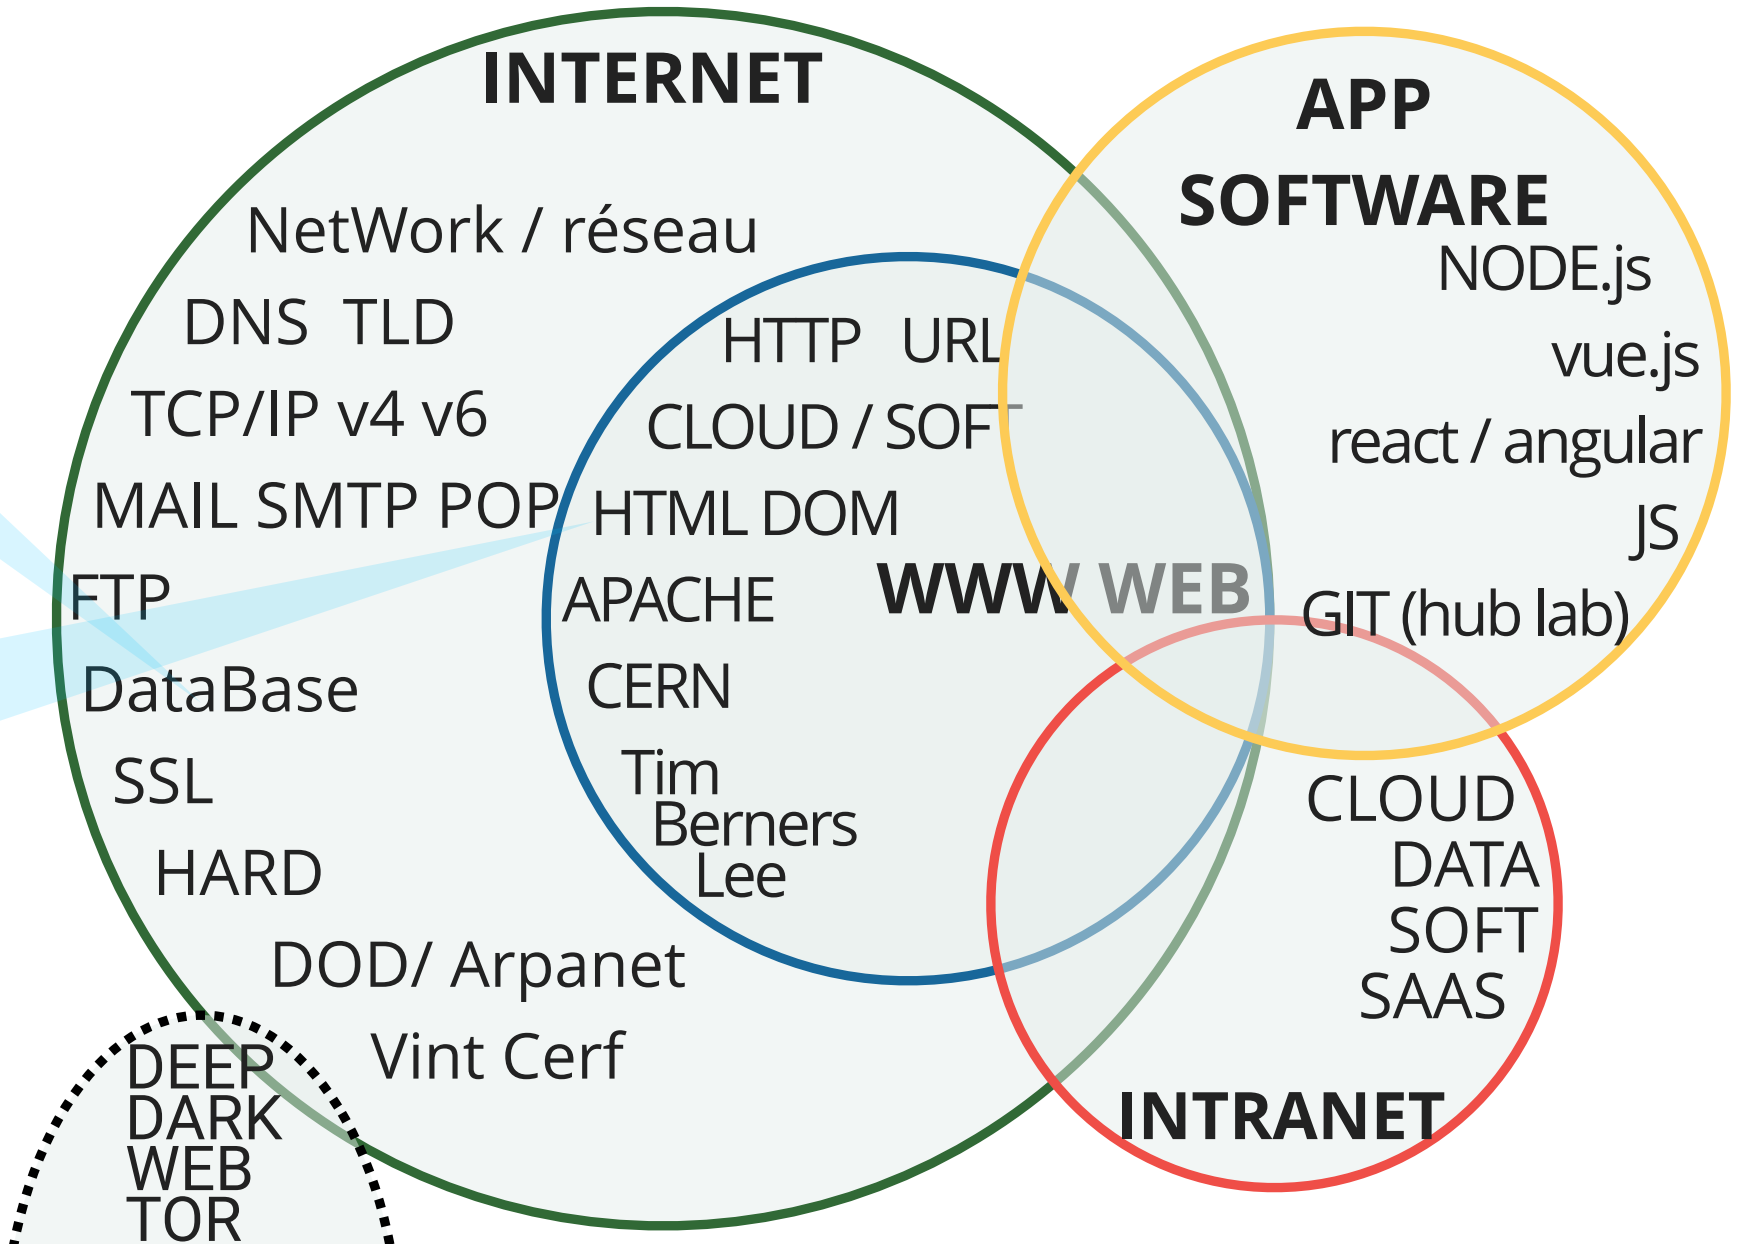 INTERNET
NetWork / réseau
DNS TLD
TCP/IP v4 v6
MAIL SMTP POP
FTP
DataBase
SSL
HARD
DOD/ Arpanet
Vint Cerf
HTTP URL
CLOUD / SOFT
HTML DOM
APACHE
WWW WEB
CERN
Tim
Berners
Lee
APP
SOFTWARE
NODE.js
vue.js
react / angular
JS
GIT (hub lab)
CLOUD
DATA
SOFT
SAAS
INTRANET
DEEP
DARK
WEB
TOR